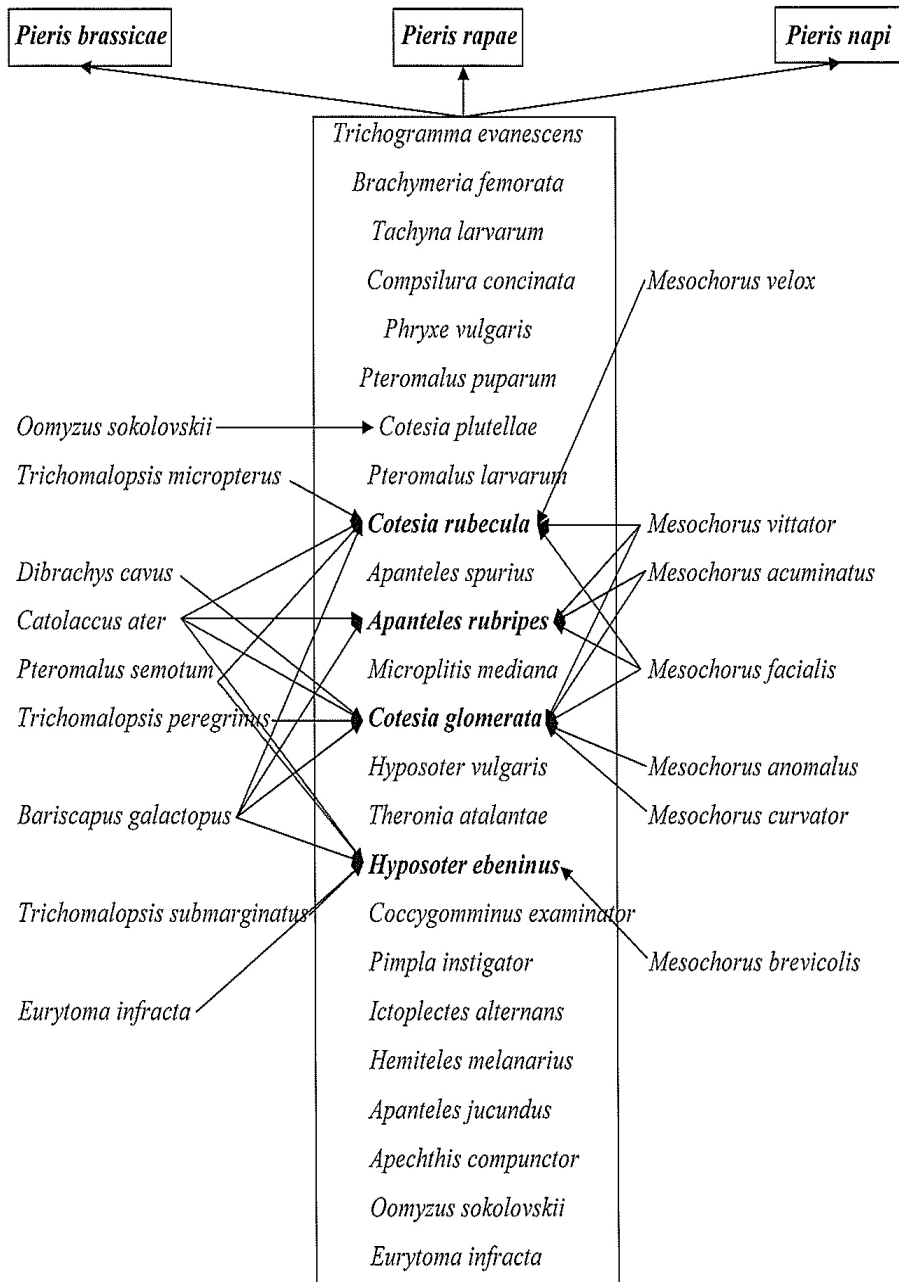 Pieris brassicae Pieris rapae Pieris napi
Trichogramma evanescens
Brachymeria femorata
Tachyna larvarum
Compsilura concinata Mesochorus velox
Phryxe vulgaris
Pteromalus puparum
Oomyzus sokolovskii Cotesia plutellae
Trichomalopsis micropterus Pteromalus larvarum
Cotesia rubecula Mesochorus vittator
Dibrachys cavus Apanteles spurius Mesochorus acuminatus
Catolaccus ater Apanteles rubripes
Pteromalus semotum Microplitis mediana Mesochorus facialis
Trichomalopsis peregrinus Cotesia glomerata
Hyposoter vulgaris Mesochorus anomalus
Bariscapus galactopus Theronia atalantae Mesochorus curvator
Hyposoter ebeninus
Trichomalopsis submarginatus Coccygomminus examinator
Pimpla instigator Mesochorus brevicolis
Eurytoma infracta Ictoplectes alternans
Hemiteles melanarius
Apanteles jucundus
Apechthis compunctor
Oomyzus sokolovskii
Eurytoma infracta